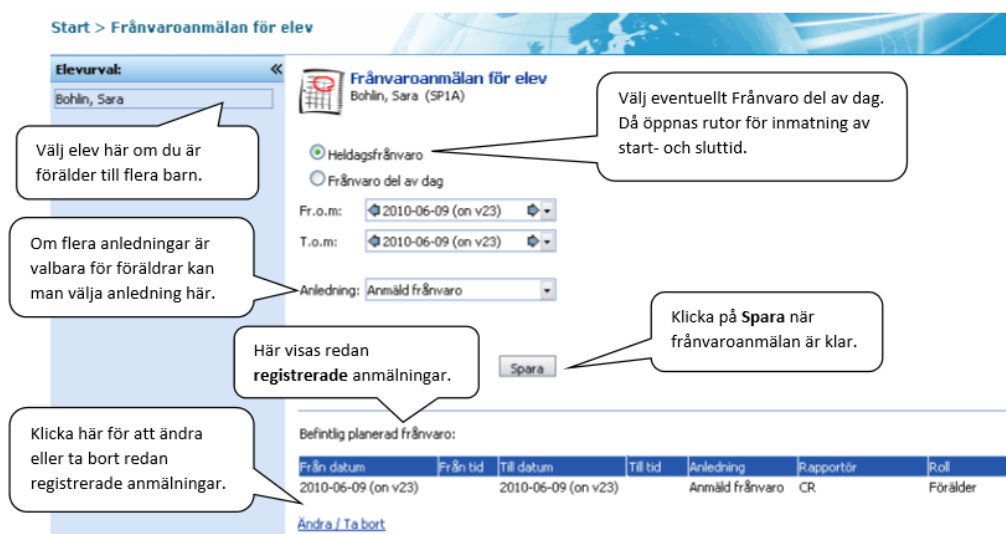 Start > Frånvaroanmälan för elev
Elevurval: «
Bohlin, Sara
Välj elev här om du är
förälder till flera barn.
Frånvaroanmälan för elev
Bohlin, Sara (SP1A)
Välj eventuellt Frånvaro del av dag.
Då öppnas rutor för inmatning av
start- och sluttid.
Heldagsfrånvaro
Frånvaro del av dag
Fr.o.m: 2010-06-09 (on v23)
T.o.m: 2010-06-09 (on v23)
Om flera anledningar är
valbara för föräldrar kan
man välja anledning här.
Anledning: Anmäld frånvaro
Klicka på Spara när
frånvaroanmälan är klar.
Här visas redan
registrerade anmälningar.
Spara
Klicka här för att ändra
eller ta bort redan
registrerade anmälningar.
Befintlig planerad frånvaro:
Från datum Från tid Till datum Till tid Anledning Rapportör Roll
2010-06-09 (on v23) 2010-06-09 (on v23) Anmäld frånvaro CR Förälder
Ändra / Ta bort